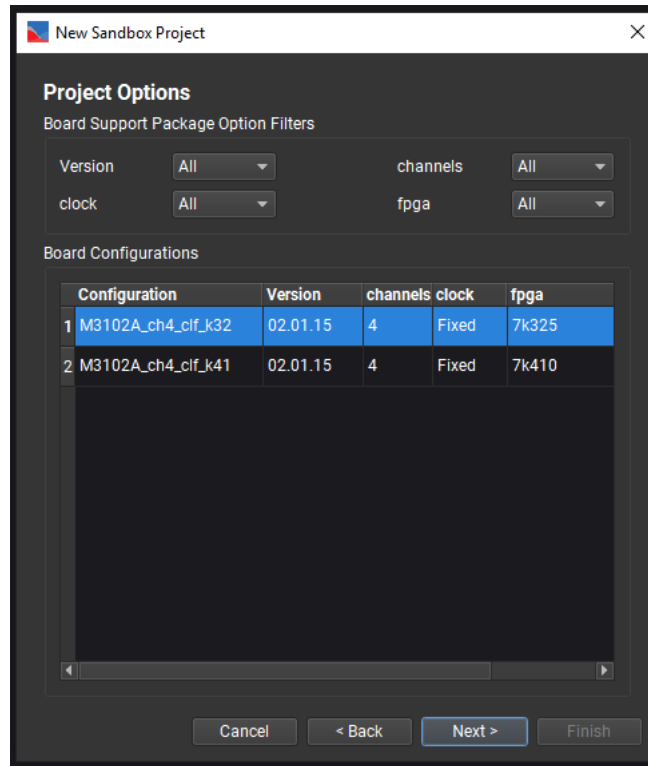 New Sandbox Project
Project Options
Board Support Package Option Filters
Version All channels All
clock All fpga All
Board Configurations
Configuration Version channels clock fpga
1 M3102A_ch4_clf_k32 02.01.15 4 Fixed 7k325
2 M3102A_ch4_clf_k41 02.01.15 4 Fixed 7k410
Cancel < Back Next > Finish